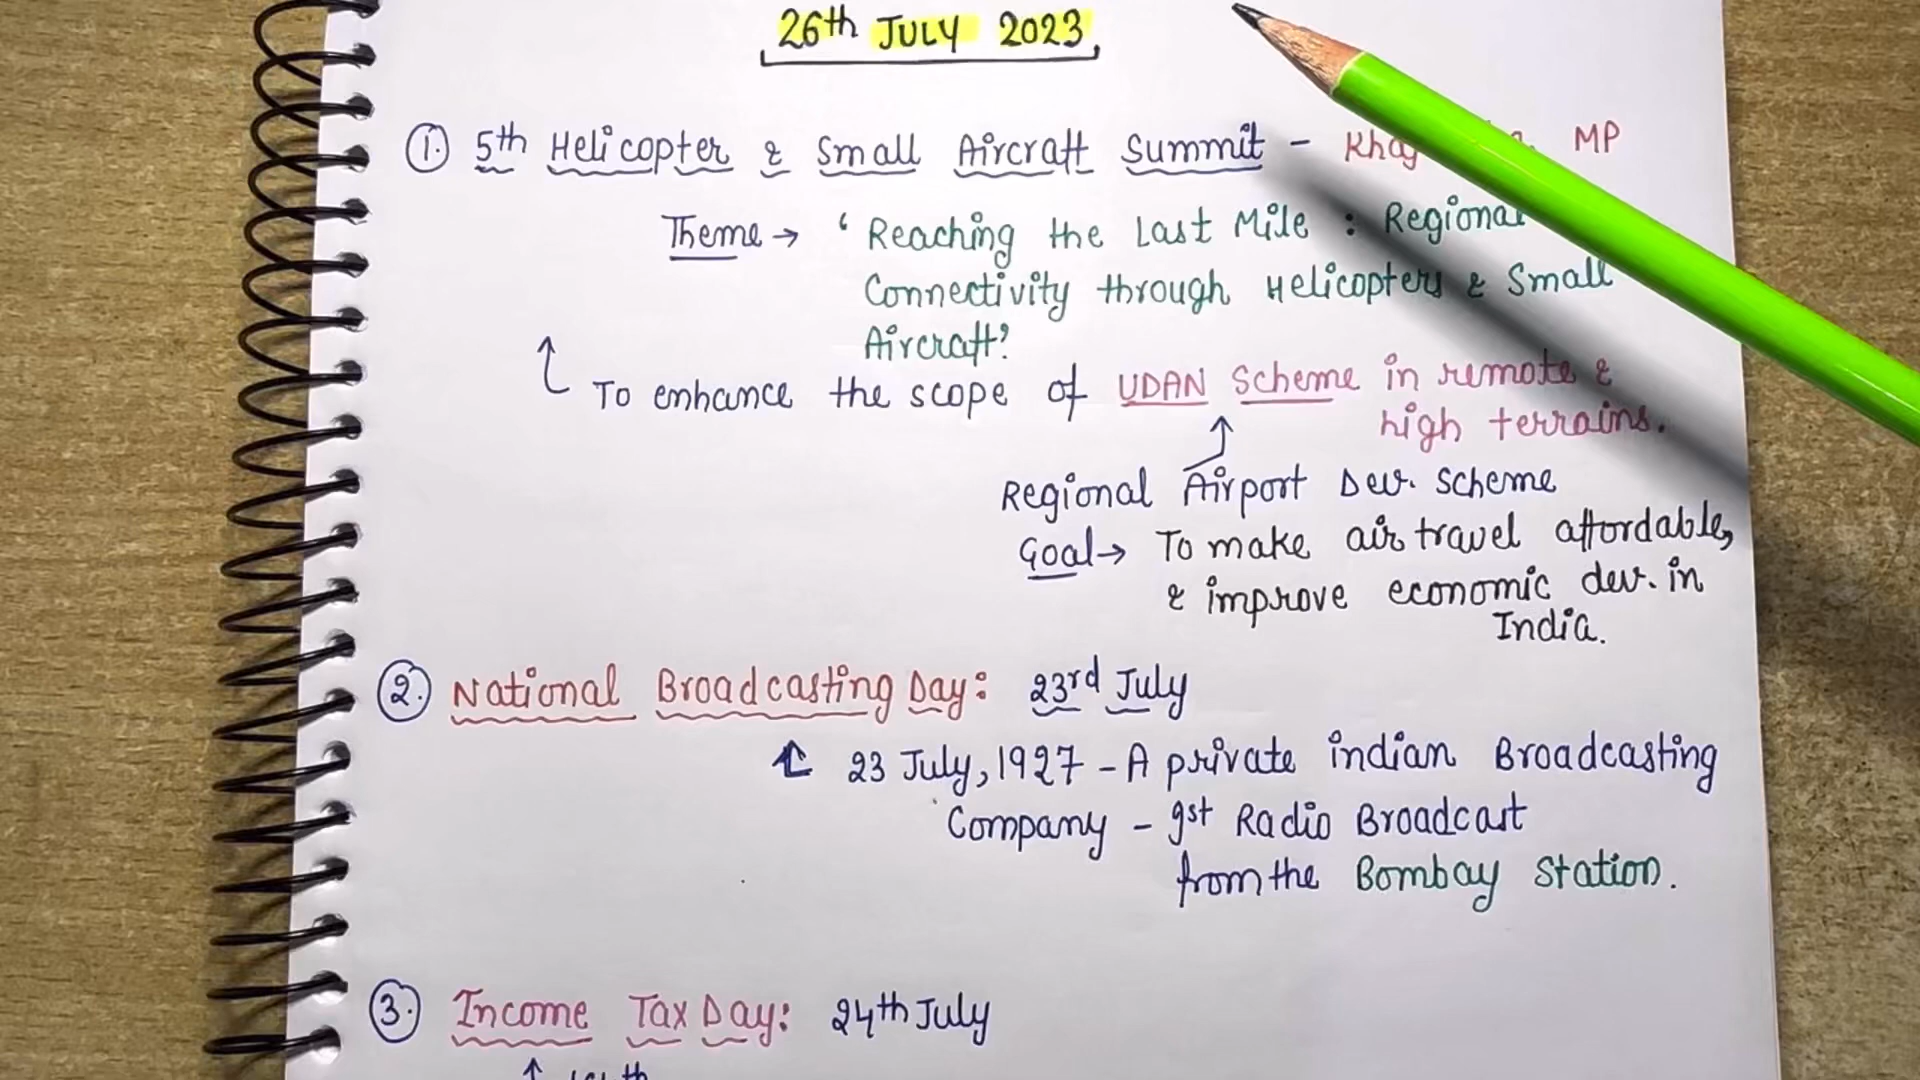 26th JULY 2023
1. 5th Helicopter & Small Aircraft Summit - MP
Theme → ‘ Reaching the Last Mile : Regional
Connectivity through Helicopters & Small
Aircraft’
To enhance the scope of UDAN Scheme in remote &
high terrains.
Regional Airport Dev. Scheme
Goal → To make air travel affordable,
& improve economic dev. in
India.
2. National Broadcasting Day: 23rd July
23 July, 1927 - A private indian Broadcasting
Company - Ist Radio Broadcast
from the Bombay Station.
3. Income Tax Day: 24th July